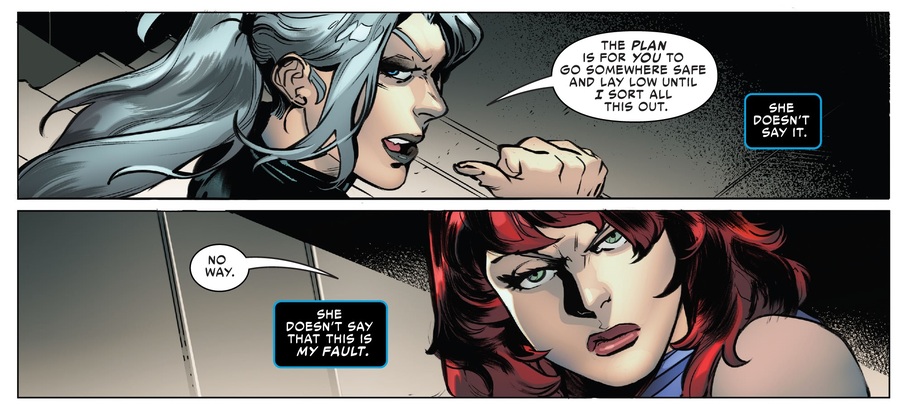 THE PLAN
IS FOR YOU TO
GO SOMEWHERE SAFE
AND LAY LOW UNTIL
I SORT ALL
THIS OUT.
SHE
DOESN'T
SAY IT.
NO
WAY.
SHE
DOESN'T SAY
THAT THIS IS
MY FAULT.